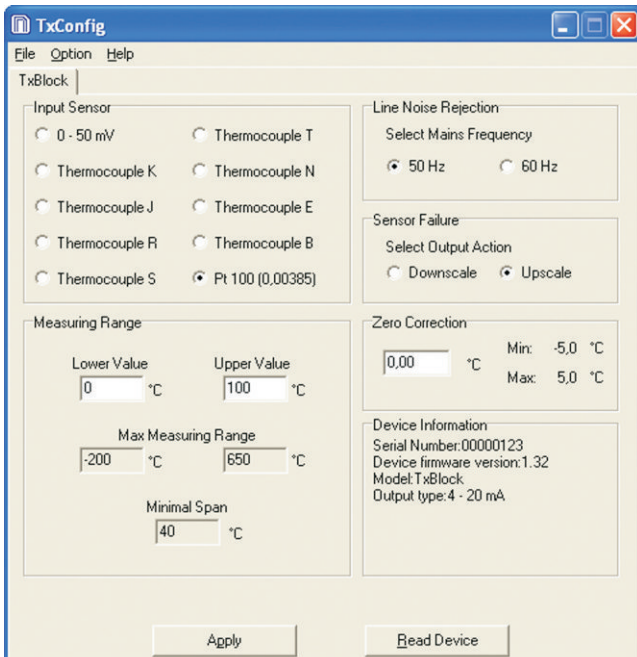 TxConfig
File Option Help
TxBlock
Input Sensor
0 - 50 mV
Thermocouple T
Thermocouple K
Thermocouple N
Thermocouple J
Thermocouple E
Thermocouple R
Thermocouple B
Thermocouple S
Pt 100 (0,00385)
Line Noise Rejection
Select Mains Frequency
50 Hz 60 Hz
Sensor Failure
Select Output Action
Downscale Upscale
Measuring Range
Lower Value Upper Value
0 °C 100 °C
Max Measuring Range
-200 °C 650 °C
Minimal Span
40 °C
Zero Correction
0,00 °C
Min: -5,0 °C
Max: 5,0 °C
Device Information
Serial Number:00000123
Device firmware version:1.32
Model:TxBlock
Output type:4 - 20 mA
Apply
Read Device